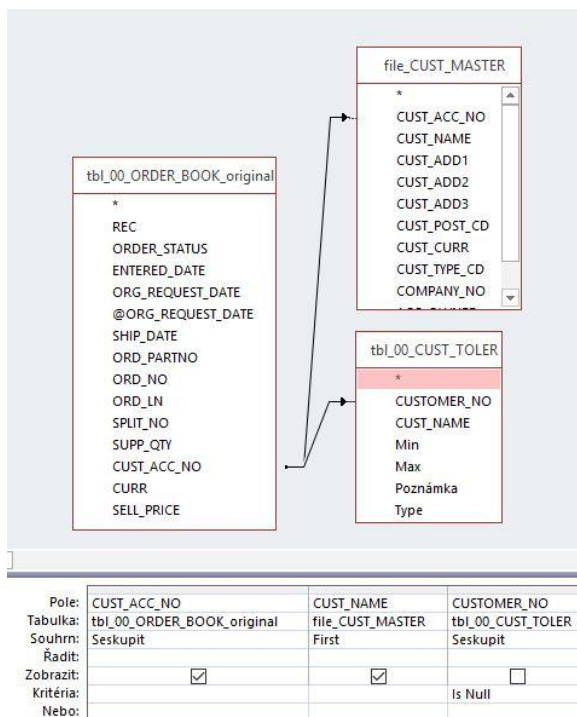 file_CUST_MASTER
*
CUST_ACC_NO
CUST_NAME
CUST_ADD1
CUST_ADD2
CUST_ADD3
CUST_POST_CD
CUST_CURR
CUST_TYPE_CD
COMPANY_NO
tbl_00_ORDER_BOOK_original
*
REC
ORDER_STATUS
ENTERED_DATE
ORG_REQUEST_DATE
@ORG_REQUEST_DATE
SHIP_DATE
ORD_PARTNO
ORD_NO
ORD_LN
SPLIT_NO
SUPP_QTY
CUST_ACC_NO
CURR
SELL_PRICE
tbl_00_CUST_TOLER
*
CUSTOMER_NO
CUST_NAME
Min
Max
Poznámka
Type
Pole: CUST_ACC_NO CUST_NAME CUSTOMER_NO
Tabulka: tbl_00_ORDER_BOOK_original file_CUST_MASTER tbl_00_CUST_TOLER
Souhrn: Seskupit First Seskupit
Řadit:
Zobrazit:
Kritéria: Is Null
Nebo: